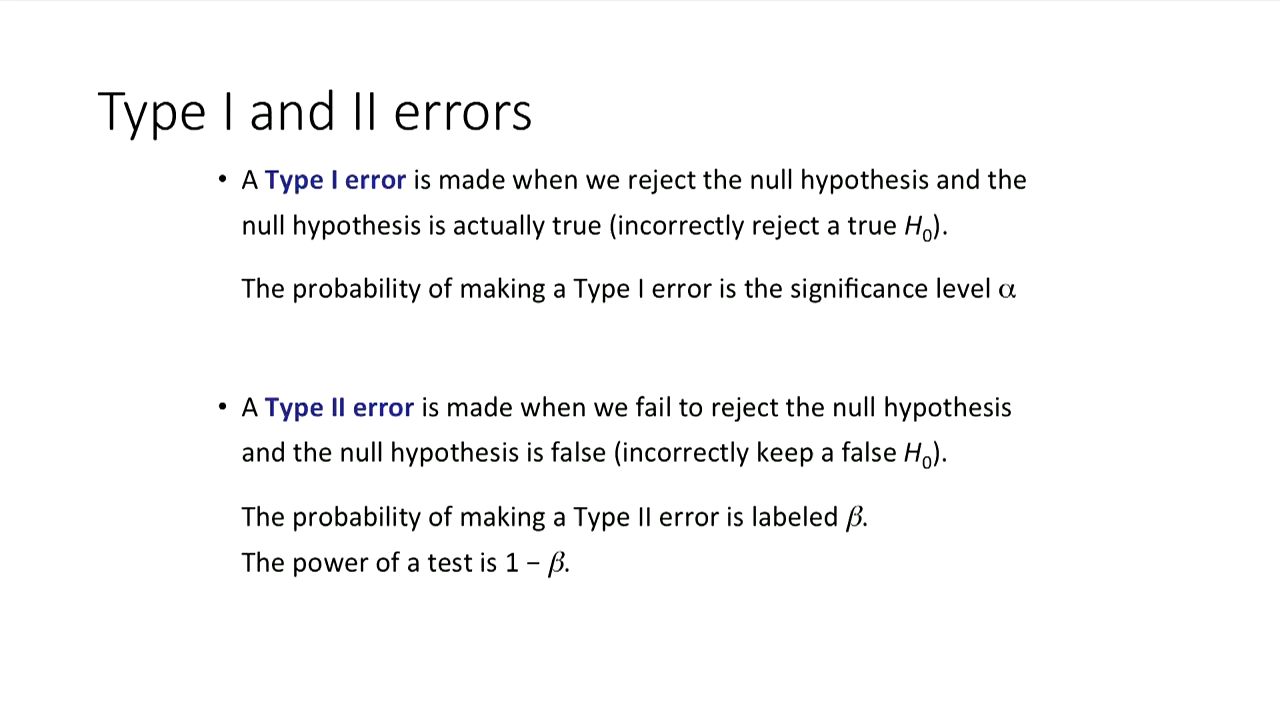 Type I and II errors
• A Type I error is made when we reject the null hypothesis and the
null hypothesis is actually true (incorrectly reject a true H₀).
The probability of making a Type I error is the significance level α
• A Type II error is made when we fail to reject the null hypothesis
and the null hypothesis is false (incorrectly keep a false H₀).
The probability of making a Type II error is labeled β.
The power of a test is 1 − β.